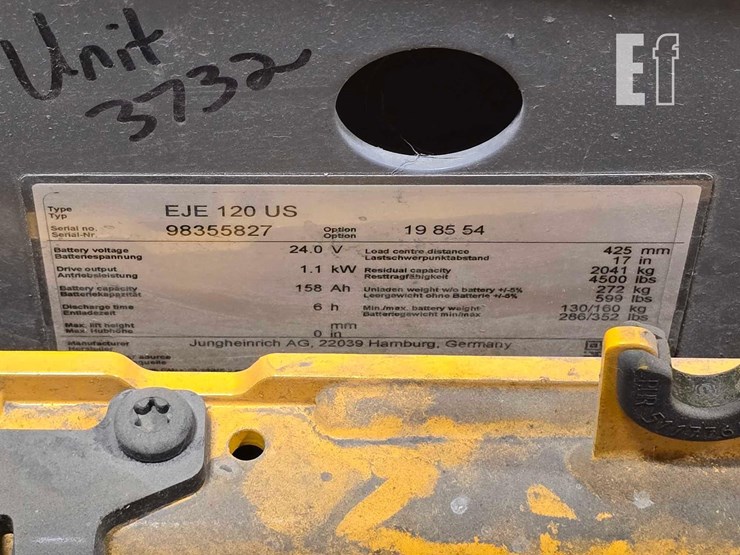 Unit
3732
Ef
Type EJE 120 US
Typ
Serial no. 98355827 Option 19 85 54
Serial-Nr. Option
Battery voltage 24.0 V Load centre distance 425 mm
Batteriespannung Lastschwerpunktabstand 17 in
Drive output 1.1 kW Residual capacity 2041 kg
Antriebsleistung Resttragfähigkeit 4500 lbs
Battery capacity 158 Ah Unladen weight w/o battery +/-5% 272 kg
Batteriekapazität Leergewicht ohne Batterie +/-5% 599 lbs
Discharge time 6 h Min./max. battery weight 130/160 kg
Entladezeit Batteriegewicht min/max 286/352 lbs
Max. lift height mm
Max. Hubhöhe 0 in
Manufacturer Jungheinrich AG, 22039 Hamburg, Germany
Hersteller
source